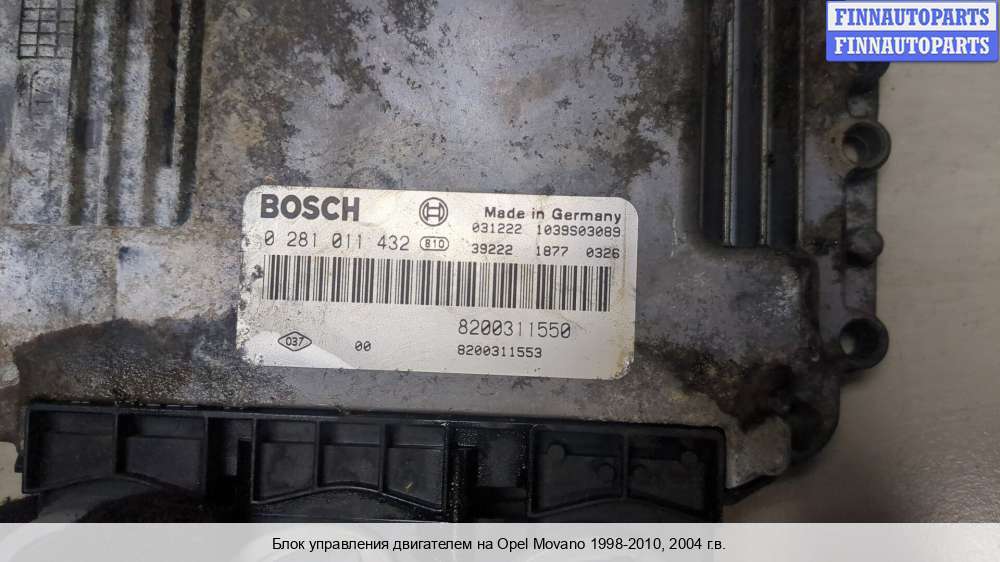 FINNAUTOPARTS
FINNAUTOPARTS
BOSCH Made in Germany
031222 1039S03089
0 281 011 432 B10 39222 1877 0326
8200311550
037 00 8200311553
Блок управления двигателем на Opel Movano 1998-2010, 2004 г.в.